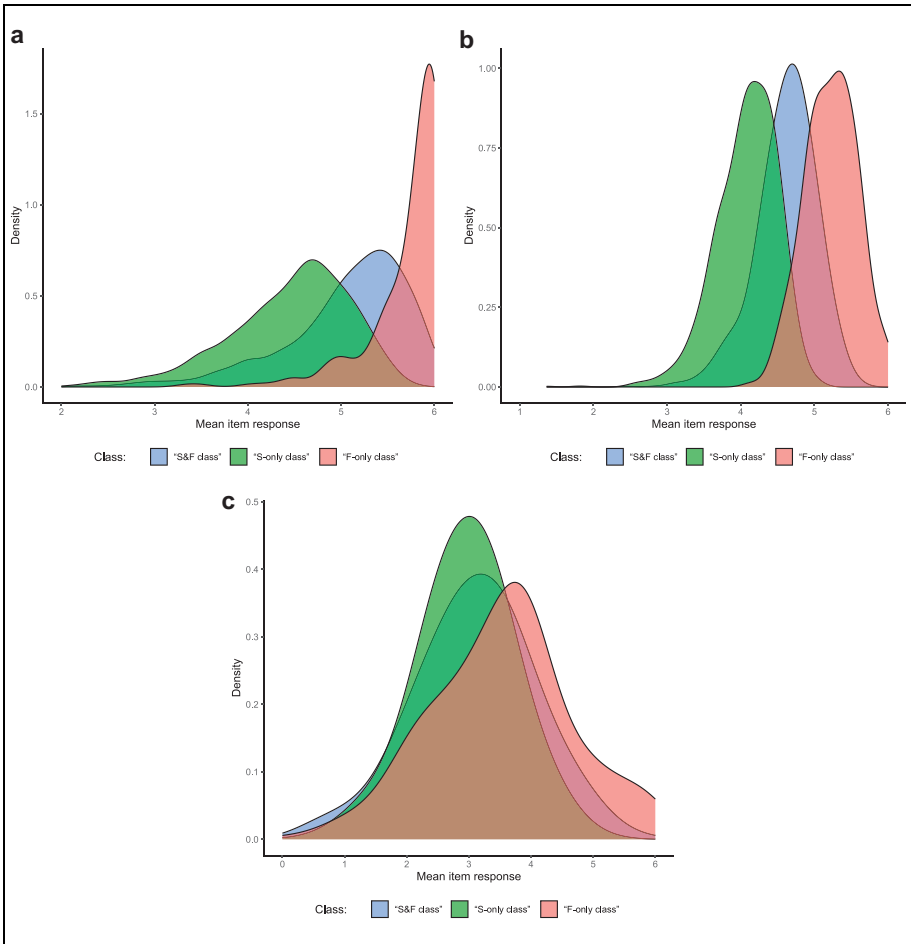 a
1.5
1.0
0.5
0.0
Density
2 3 4 5 6
Mean item response
Class: "S&F class" "S-only class" "F-only class"
b
1.00
0.75
0.50
0.25
0.00
Density
1 2 3 4 5 6
Mean item response
Class: "S&F class" "S-only class" "F-only class"
c
0.5
0.4
0.3
0.2
0.1
0.0
Density
0 1 2 3 4 5 6
Mean item response
Class: "S&F class" "S-only class" "F-only class"